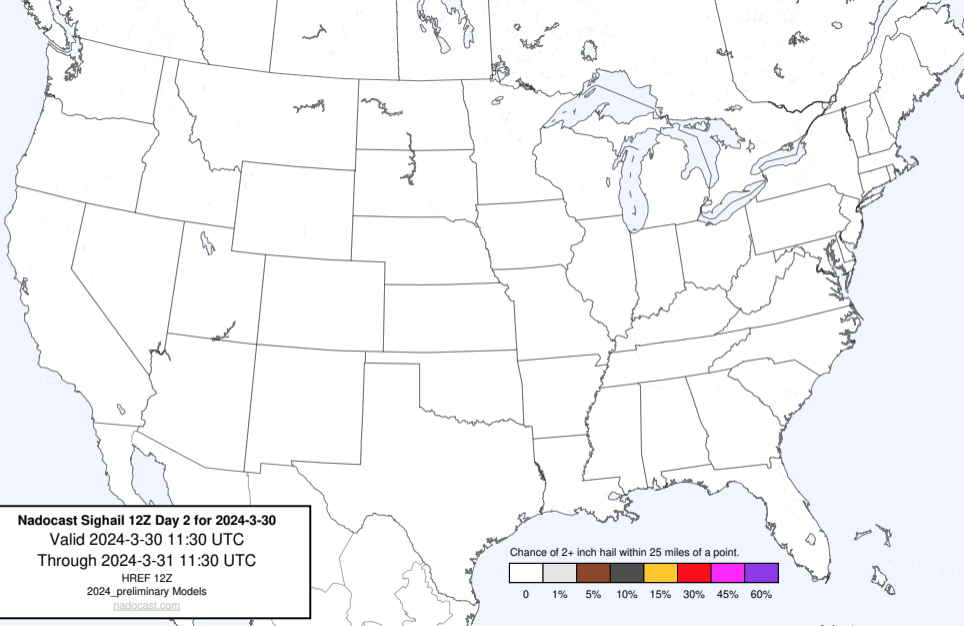 Nadocast Sighail 12Z Day 2 for 2024-3-30
Valid 2024-3-30 11:30 UTC
Through 2024-3-31 11:30 UTC
HREF 12Z
2024_preliminary Models
nadocast.com
Chance of 2+ inch hail within 25 miles of a point.
0 1% 5% 10% 15% 30% 45% 60%